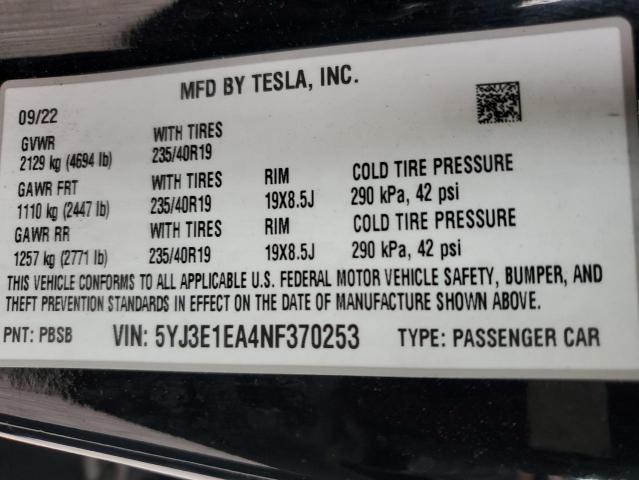 MFD BY TESLA, INC.
09/22
GVWR WITH TIRES
2129 kg (4694 lb) 235/40R19
GAWR FRT WITH TIRES RIM COLD TIRE PRESSURE
1110 kg (2447 lb) 235/40R19 19X8.5J 290 kPa, 42 psi
GAWR RR WITH TIRES RIM COLD TIRE PRESSURE
1257 kg (2771 lb) 235/40R19 19X8.5J 290 kPa, 42 psi
THIS VEHICLE CONFORMS TO ALL APPLICABLE U.S. FEDERAL MOTOR VEHICLE SAFETY, BUMPER, AND
THEFT PREVENTION STANDARDS IN EFFECT ON THE DATE OF MANUFACTURE SHOWN ABOVE.
PNT: PBSB VIN: 5YJ3E1EA4NF370253 TYPE: PASSENGER CAR